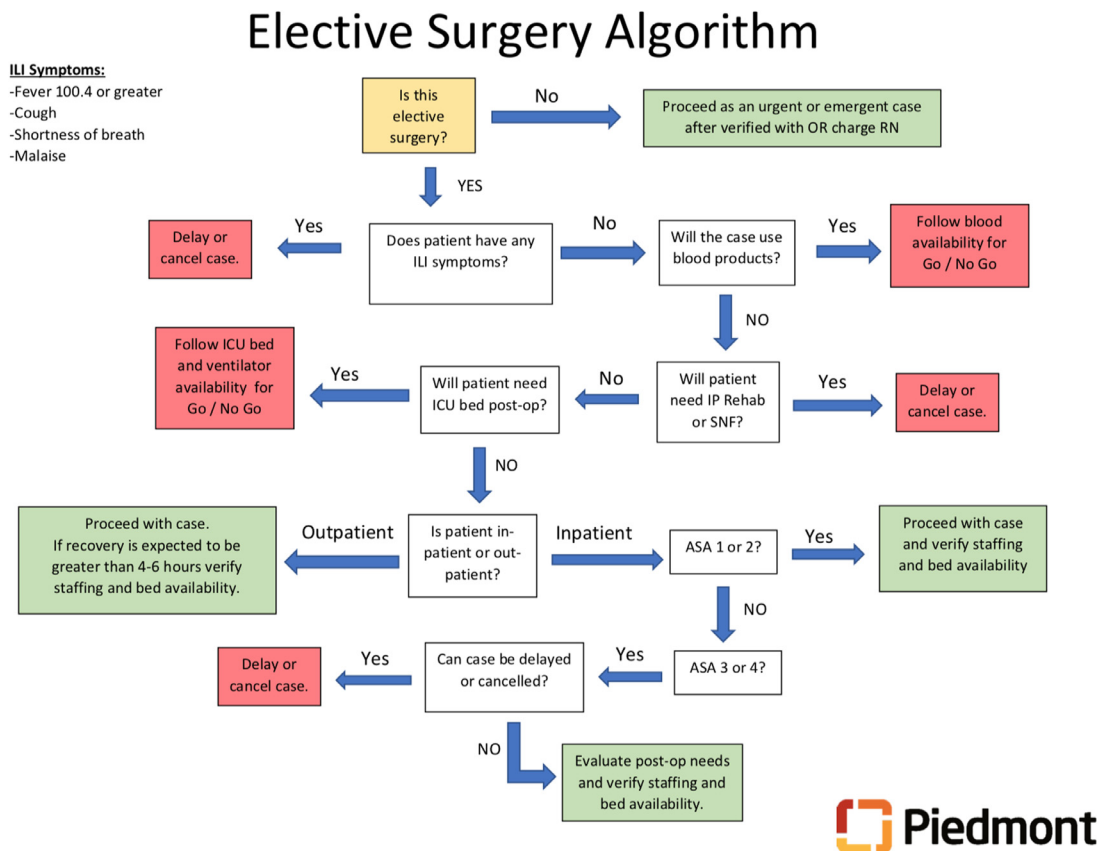 Elective Surgery Algorithm
ILI Symptoms:
-Fever 100.4 or greater
-Cough
-Shortness of breath
-Malaise
Is this
elective
surgery?
No
Proceed as an urgent or emergent case
after verified with OR charge RN
YES
Delay or
cancel case.
Yes
Does patient have any
ILI symptoms?
No
Will the case use
blood products?
Yes
Follow blood
availability for
Go / No Go
NO
Follow ICU bed
and ventilator
availability for
Go / No Go
Yes
Will patient need
ICU bed post-op?
No
Will patient
need IP Rehab
or SNF?
Yes
Delay or
cancel case.
NO
Proceed with case.
If recovery is expected to be
greater than 4-6 hours verify
staffing and bed availability.
Outpatient
Is patient in-
patient or out-
patient?
Inpatient
ASA 1 or 2?
Yes
Proceed with case
and verify staffing
and bed availability
NO
Delay or
cancel case.
Yes
Can case be delayed
or cancelled?
Yes
ASA 3 or 4?
NO
Evaluate post-op needs
and verify staffing and
bed availability.
Piedmont